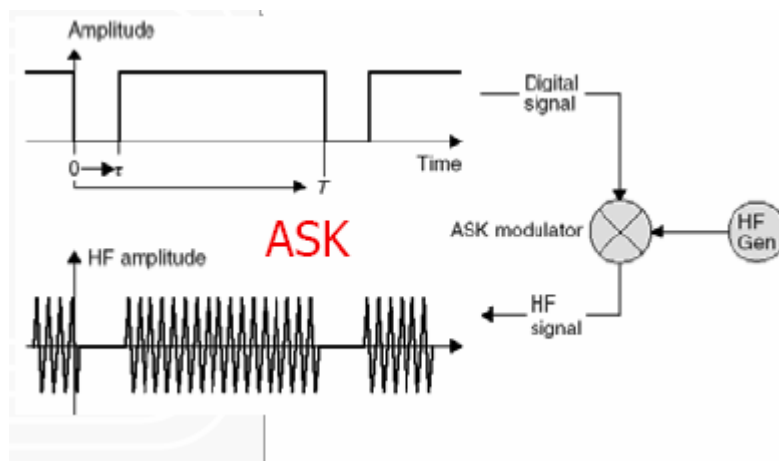 Amplitude
Digital
signal
Time
0 τ
T
ASK
ASK modulator
HF
Gen
HF amplitude
HF
signal